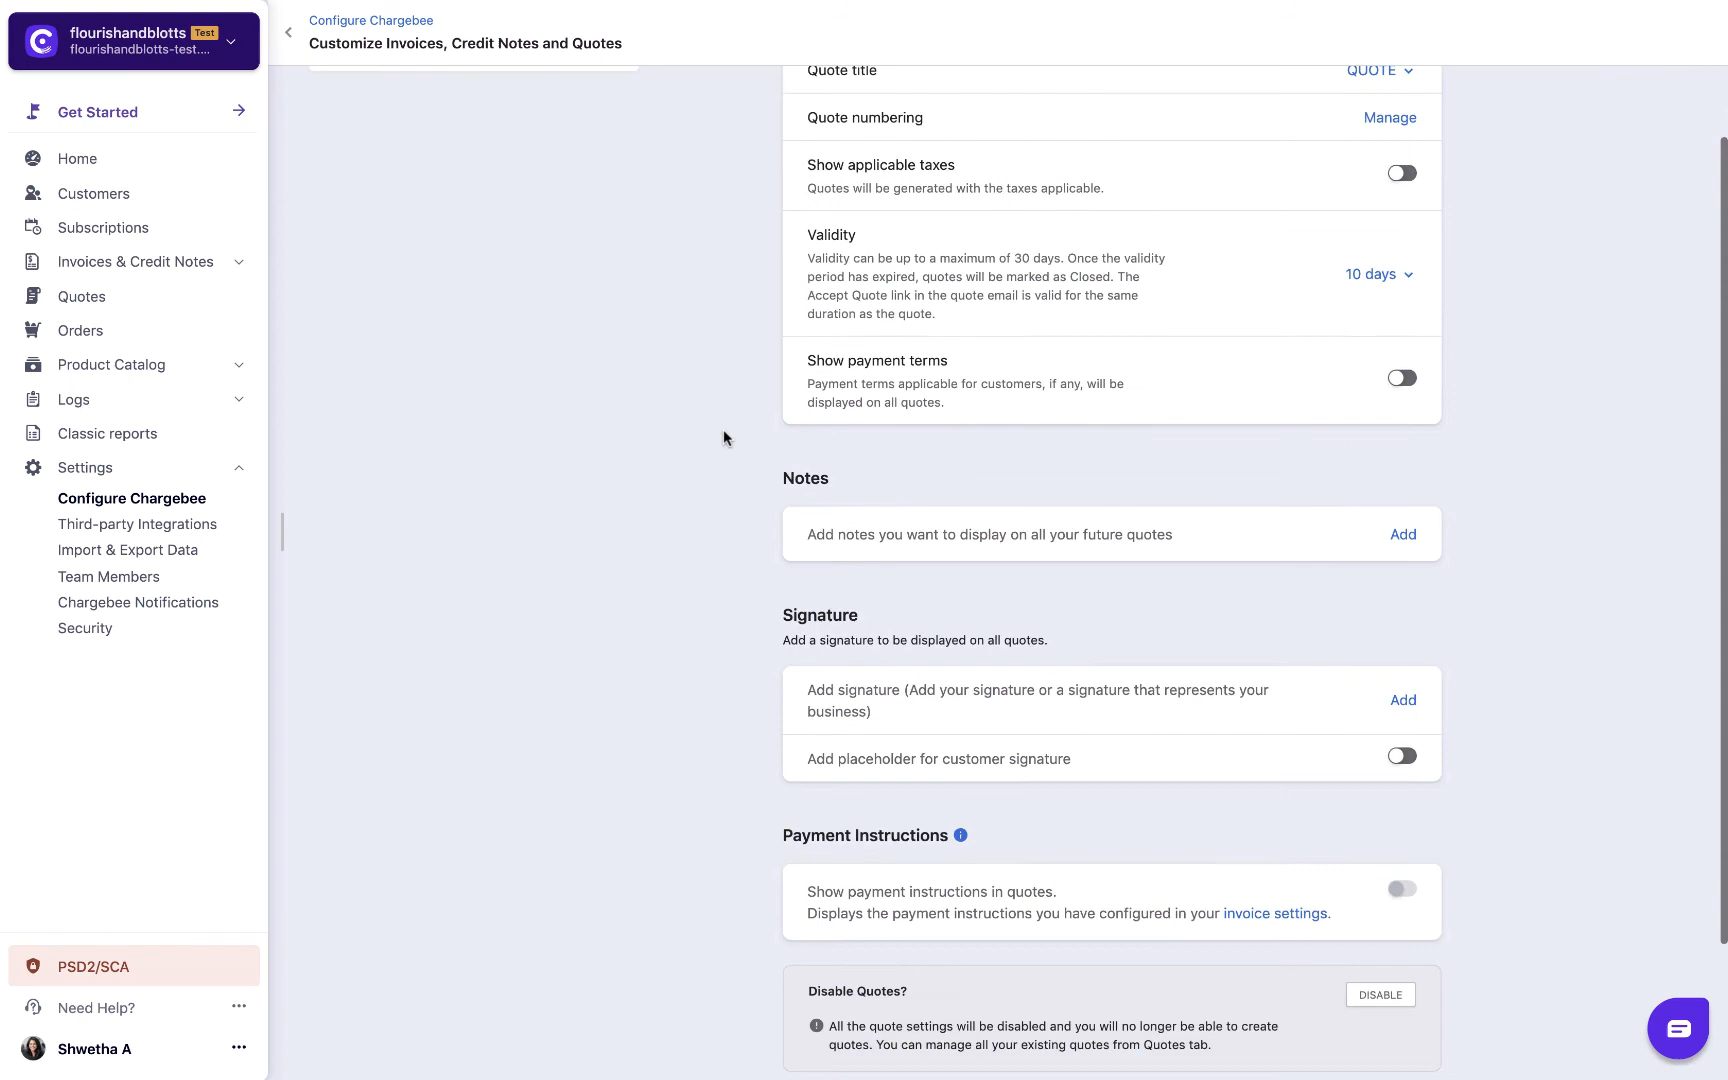 flourishandblotts Test
flourishandblotts-test....
Get Started
Home
Customers
Subscriptions
Invoices & Credit Notes
Quotes
Orders
Product Catalog
Logs
Classic reports
Settings
Configure Chargebee
Third-party Integrations
Import & Export Data
Team Members
Chargebee Notifications
Security
PSD2/SCA
Need Help?
Shwetha A
Configure Chargebee
Customize Invoices, Credit Notes and Quotes
Quote title
QUOTE
Quote numbering
Manage
Show applicable taxes
Quotes will be generated with the taxes applicable.
Validity
Validity can be up to a maximum of 30 days. Once the validity
period has expired, quotes will be marked as Closed. The
Accept Quote link in the quote email is valid for the same
duration as the quote.
10 days
Show payment terms
Payment terms applicable for customers, if any, will be
displayed on all quotes.
Notes
Add notes you want to display on all your future quotes
Add
Signature
Add a signature to be displayed on all quotes.
Add signature (Add your signature or a signature that represents your
business)
Add
Add placeholder for customer signature
Payment Instructions
Show payment instructions in quotes.
Displays the payment instructions you have configured in your invoice settings.
Disable Quotes?
DISABLE
All the quote settings will be disabled and you will no longer be able to create
quotes. You can manage all your existing quotes from Quotes tab.